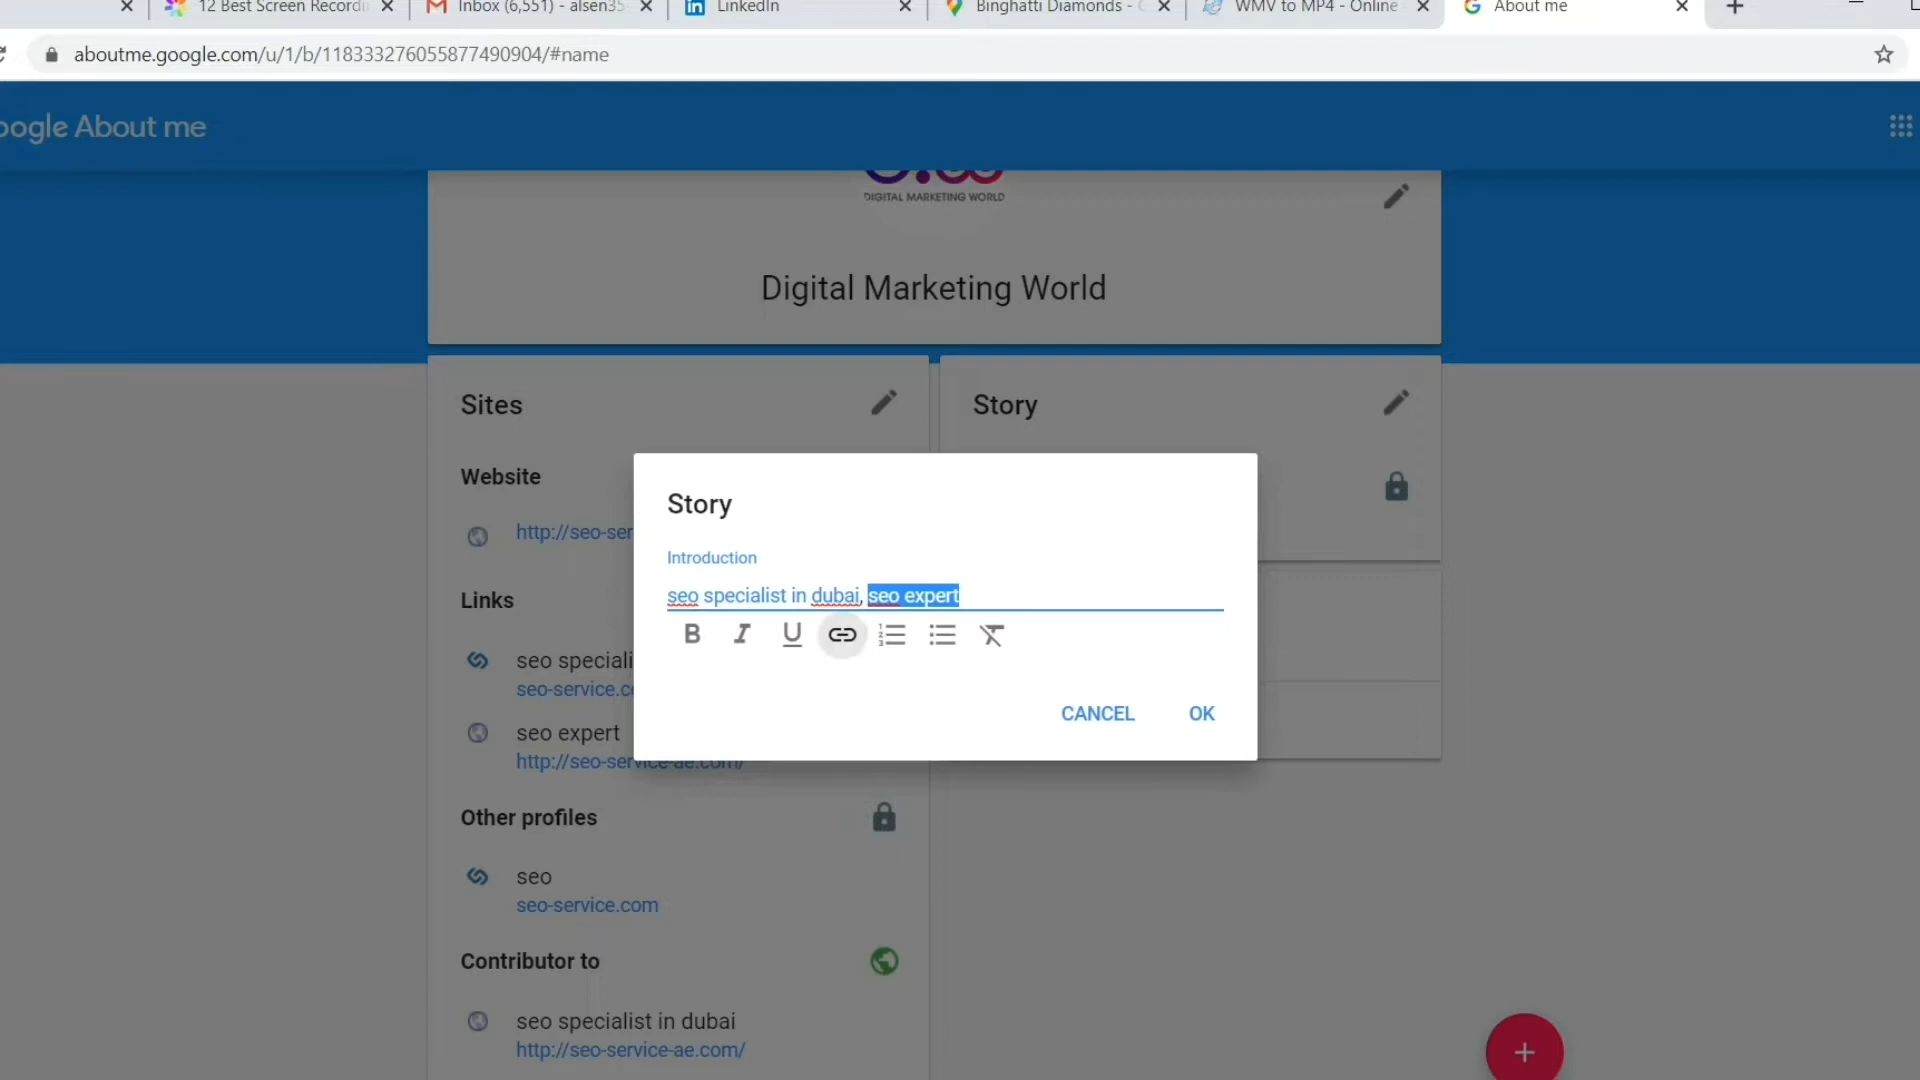 12 Best Screen Recordi
Inbox (6,551) - alsen35
LinkedIn
Binghatti Diamonds -
WMV to MP4 - Online
About me
aboutme.google.com/u/1/b/118333276055877490904/#name
oogle About me
DIGITAL MARKETING WORLD
Digital Marketing World
Sites
Story
Website
http://seo-ser
Links
seo speciali
seo-service.co
seo expert
http://seo-service-ae.com/
Story
Introduction
seo specialist in dubai, seo expert
B I U
CANCEL OK
Other profiles
seo
seo-service.com
Contributor to
seo specialist in dubai
http://seo-service-ae.com/